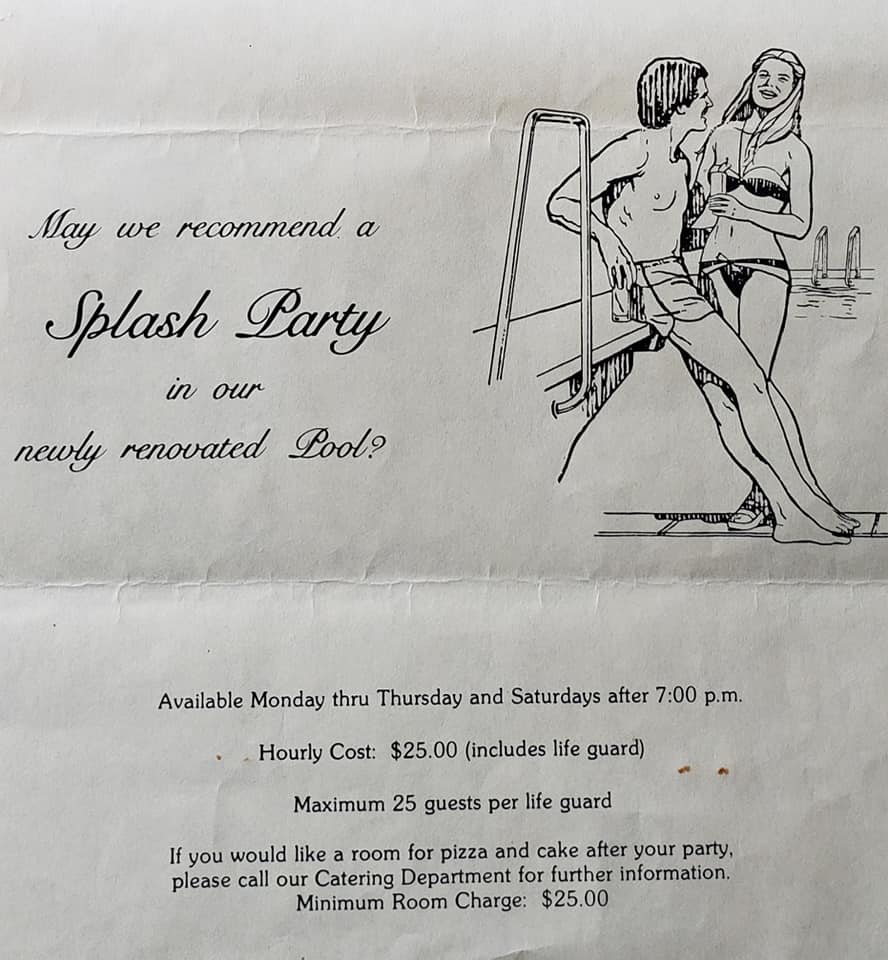 May we recommend a
Splash Party
in our
newly renovated Pool?
Available Monday thru Thursday and Saturdays after 7:00 p.m.
Hourly Cost: $25.00 (includes life guard)
Maximum 25 guests per life guard
If you would like a room for pizza and cake after your party,
please call our Catering Department for further information.
Minimum Room Charge: $25.00